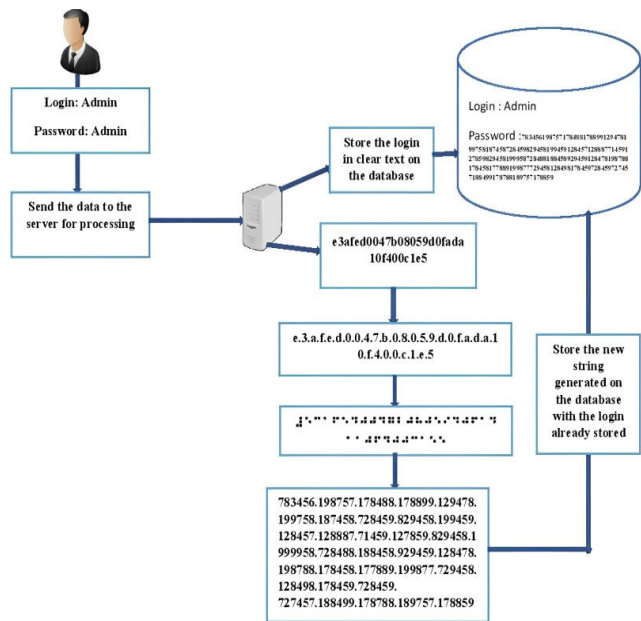 Login: Admin
Password: Admin
Send the data to the
server for processing
Store the login
in clear text on
the database
Login : Admin
Password :
e3afed0047b08059d0fada
10f400c1e5
e.3.a.f.e.d.0.0.4.7.b.0.8.0.5.9.d.0.f.a.d.a.1
0.f.4.0.0.c.1.e.5
783456.198757.178488.178899.129478.
199758.187458.728459.829458.199459.
128457.128887.71459.127859.829458.1
999958.728488.188458.929459.128478.
198788.178458.177889.199877.729458.
128498.178459.728459.
727457.188499.178788.189757.178859
Store the new
string
generated on
the database
with the login
already stored